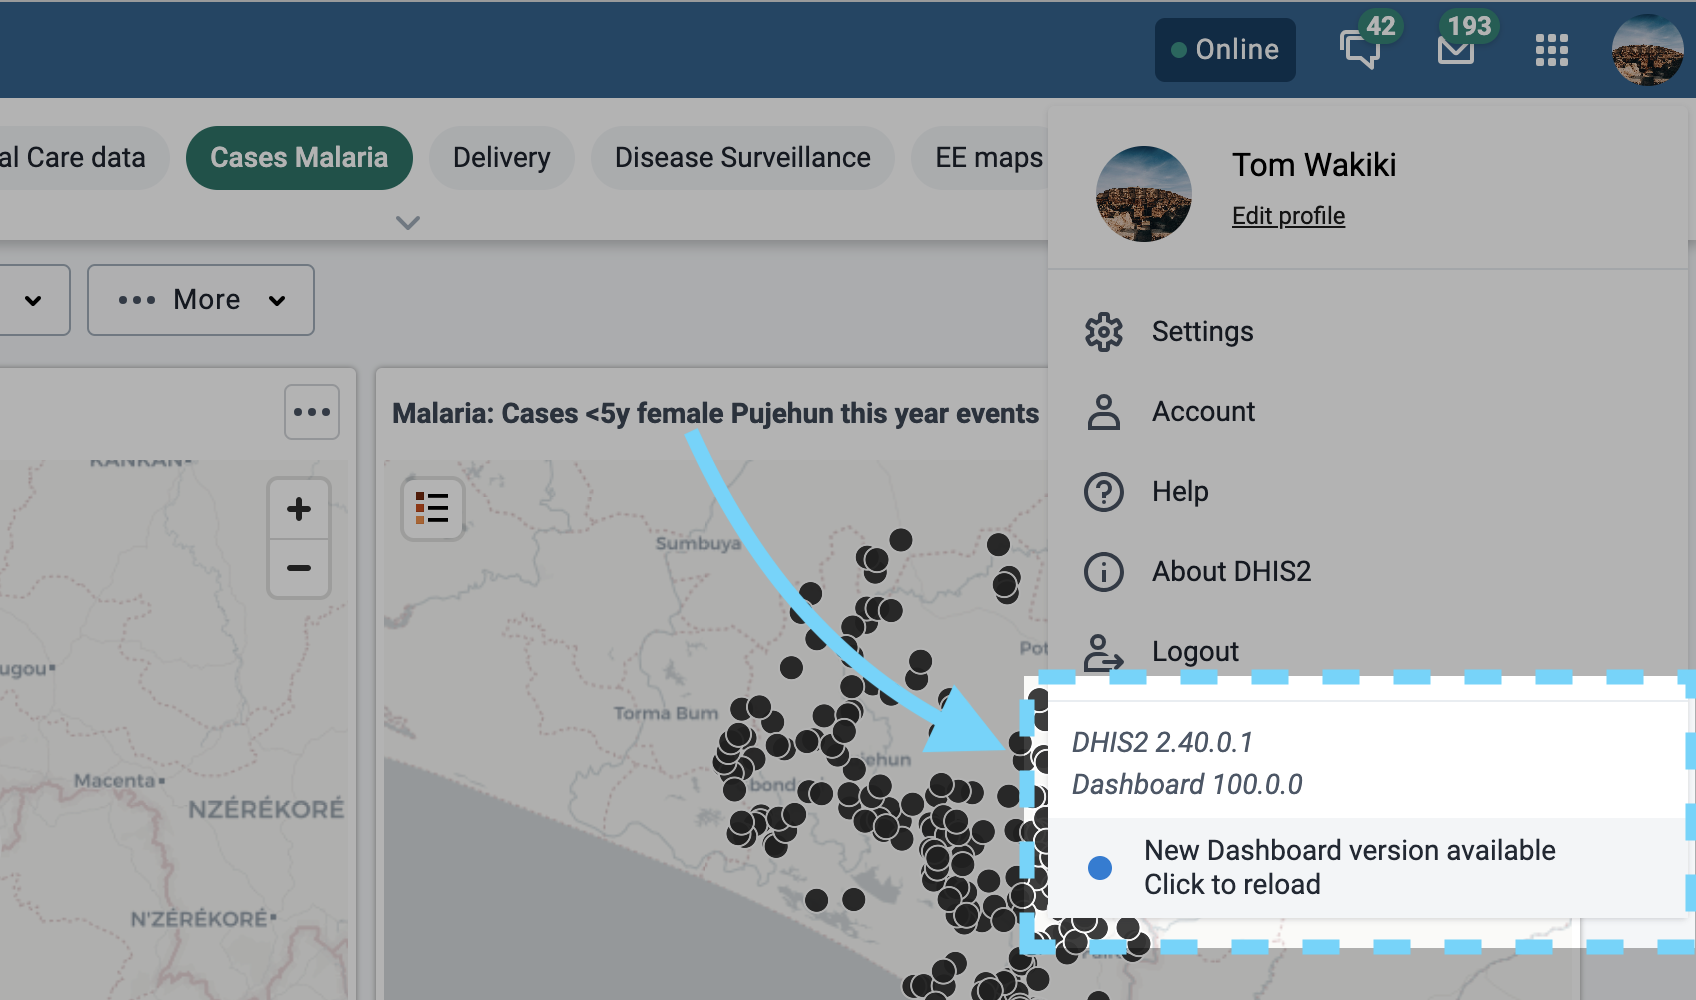 Online
42
193
al Care data
Cases Malaria
Delivery
Disease Surveillance
EE maps
Tom Wakiki
Edit profile
More
Settings
Malaria: Cases <5y female Pujehun this year events
Account
KANKAN
Help
Sumbuya
About DHIS2
Pot
Logout
ugou
Torma Bum
DHIS2 2.40.0.1
ehun
Macenta
bond
Dashboard 100.0.0
NZÉRÉKORÉ
New Dashboard version available
Click to reload
N'ZÉRÉKORÉ